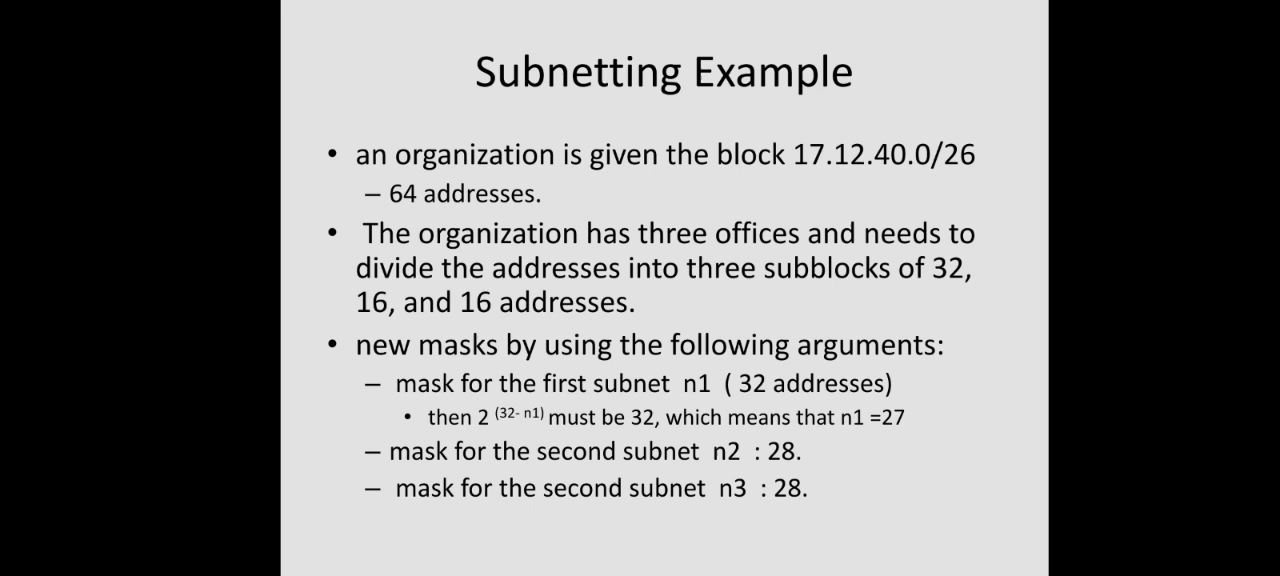 Subnetting Example
• an organization is given the block 17.12.40.0/26
– 64 addresses.
• The organization has three offices and needs to
divide the addresses into three subblocks of 32,
16, and 16 addresses.
• new masks by using the following arguments:
– mask for the first subnet n1 ( 32 addresses)
• then 2 (32- n1) must be 32, which means that n1 =27
– mask for the second subnet n2 : 28.
– mask for the second subnet n3 : 28.